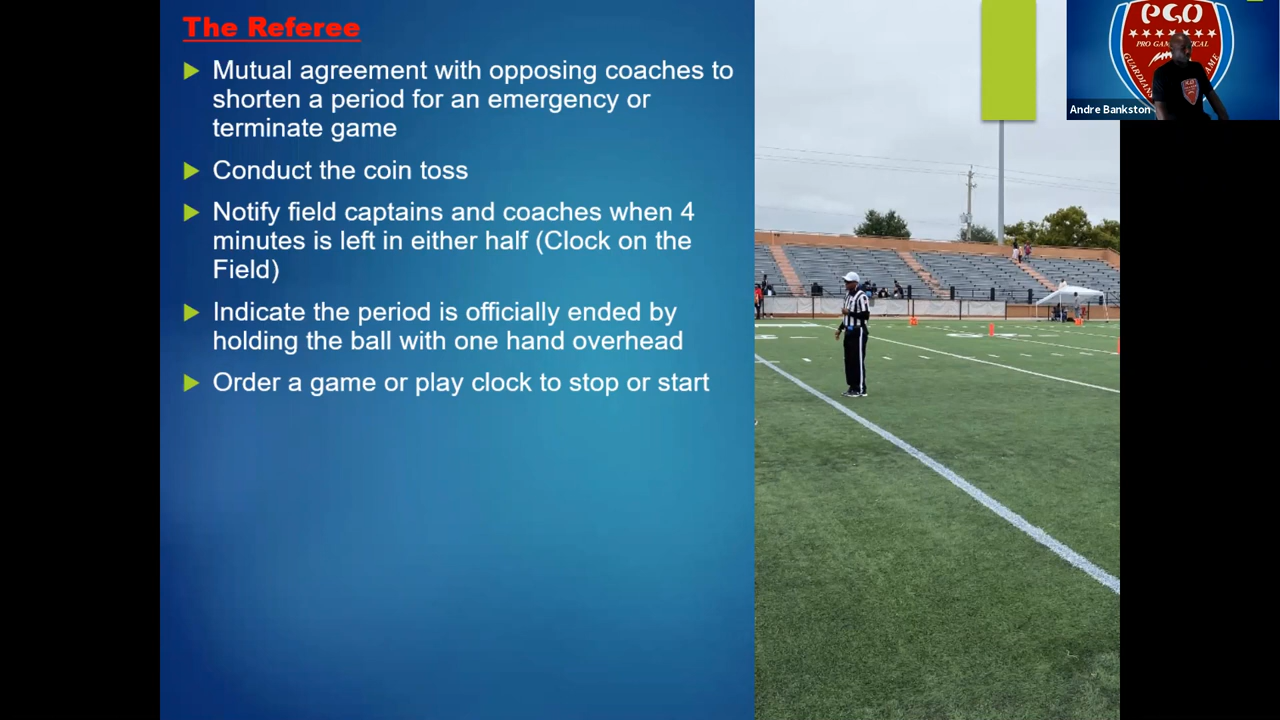 The Referee
Mutual agreement with opposing coaches to
shorten a period for an emergency or
terminate game
Conduct the coin toss
Notify field captains and coaches when 4
minutes is left in either half (Clock on the
Field)
Indicate the period is officially ended by
holding the ball with one hand overhead
Order a game or play clock to stop or start
PGO
PRO GAM
Andre Bankston